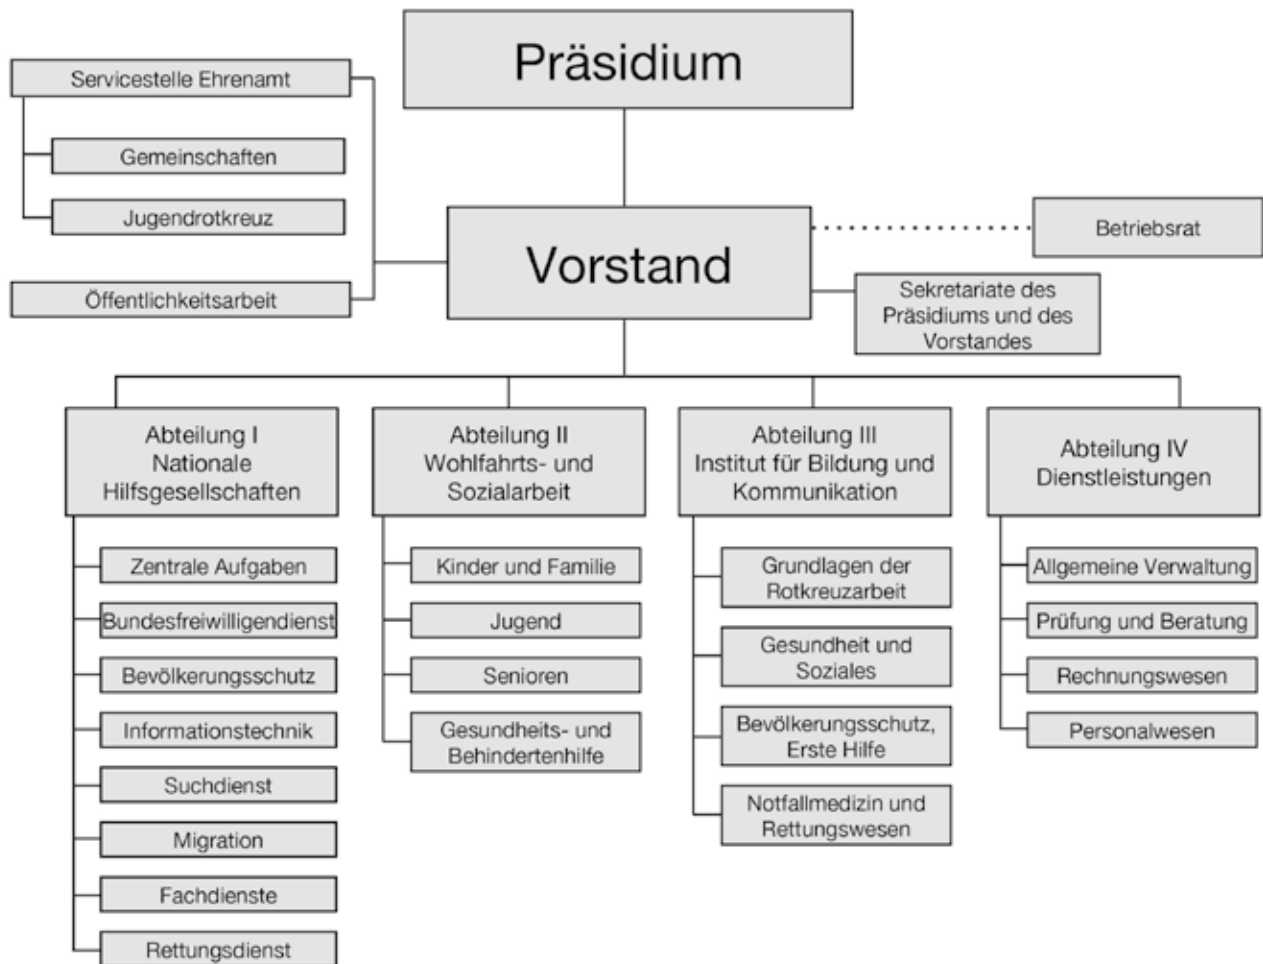 Präsidium
Servicestelle Ehrenamt
Gemeinschaften
Jugendrotkreuz
Öffentlichkeitsarbeit
Vorstand
Betriebsrat
Sekretariate des
Präsidiums und des
Vorstandes
Abteilung I
Nationale
Hilfsgesellschaften
Zentrale Aufgaben
Bundesfreiwilligendienst
Bevölkerungsschutz
Informationstechnik
Suchdienst
Migration
Fachdienste
Rettungsdienst
Abteilung II
Wohlfahrts- und
Sozialarbeit
Kinder und Familie
Jugend
Senioren
Gesundheits- und
Behindertenhilfe
Abteilung III
Institut für Bildung und
Kommunikation
Grundlagen der
Rotkreuzarbeit
Gesundheit und
Soziales
Bevölkerungsschutz,
Erste Hilfe
Notfallmedizin und
Rettungswesen
Abteilung IV
Dienstleistungen
Allgemeine Verwaltung
Prüfung und Beratung
Rechnungswesen
Personalwesen